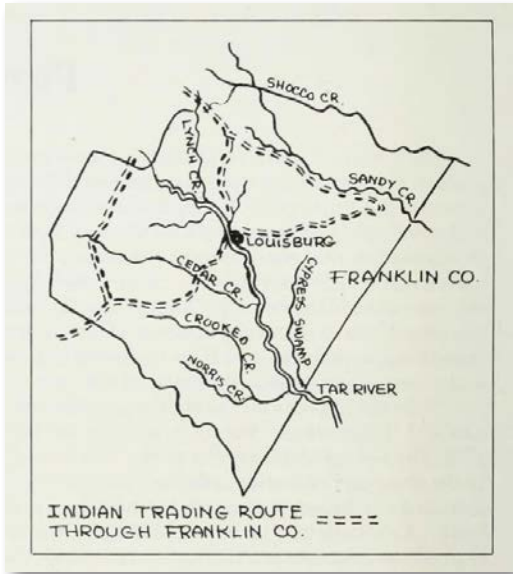 SHOCCO CR.
LYNCH CR.
SANDY CR.
LOUISBURG
CEDAR CR.
CYPRESS SWAMP
FRANKLIN CO.
CROOKED
CR.
NORRIS CR.
TAR RIVER
INDIAN TRADING ROUTE
THROUGH FRANKLIN CO.